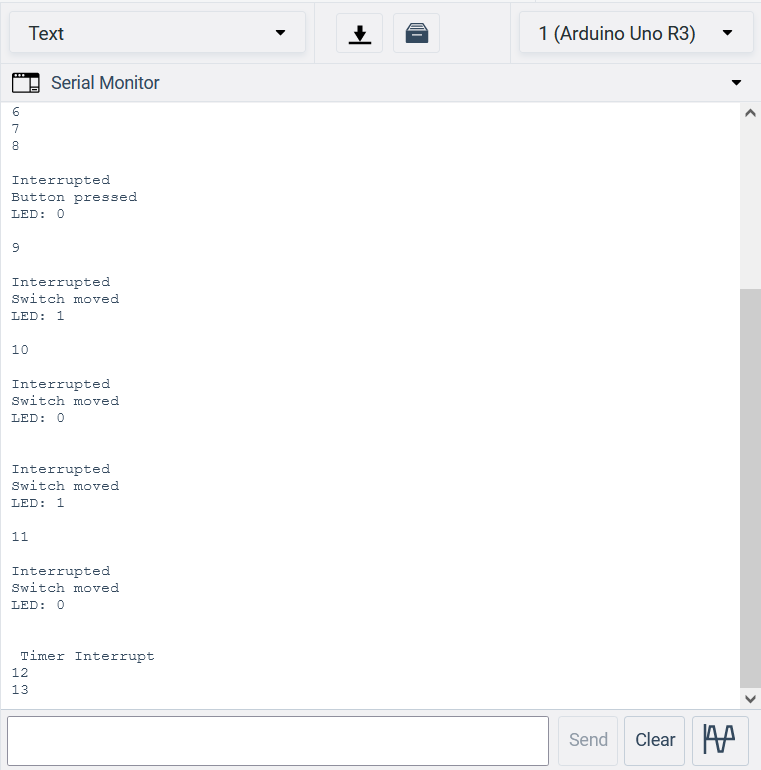 Text
1 (Arduino Uno R3)
Serial Monitor
6
7
8
Interrupted
Button pressed
LED: 0
9
Interrupted
Switch moved
LED: 1
10
Interrupted
Switch moved
LED: 0
Interrupted
Switch moved
LED: 1
11
Interrupted
Switch moved
LED: 0
Timer Interrupt
12
13
Send
Clear